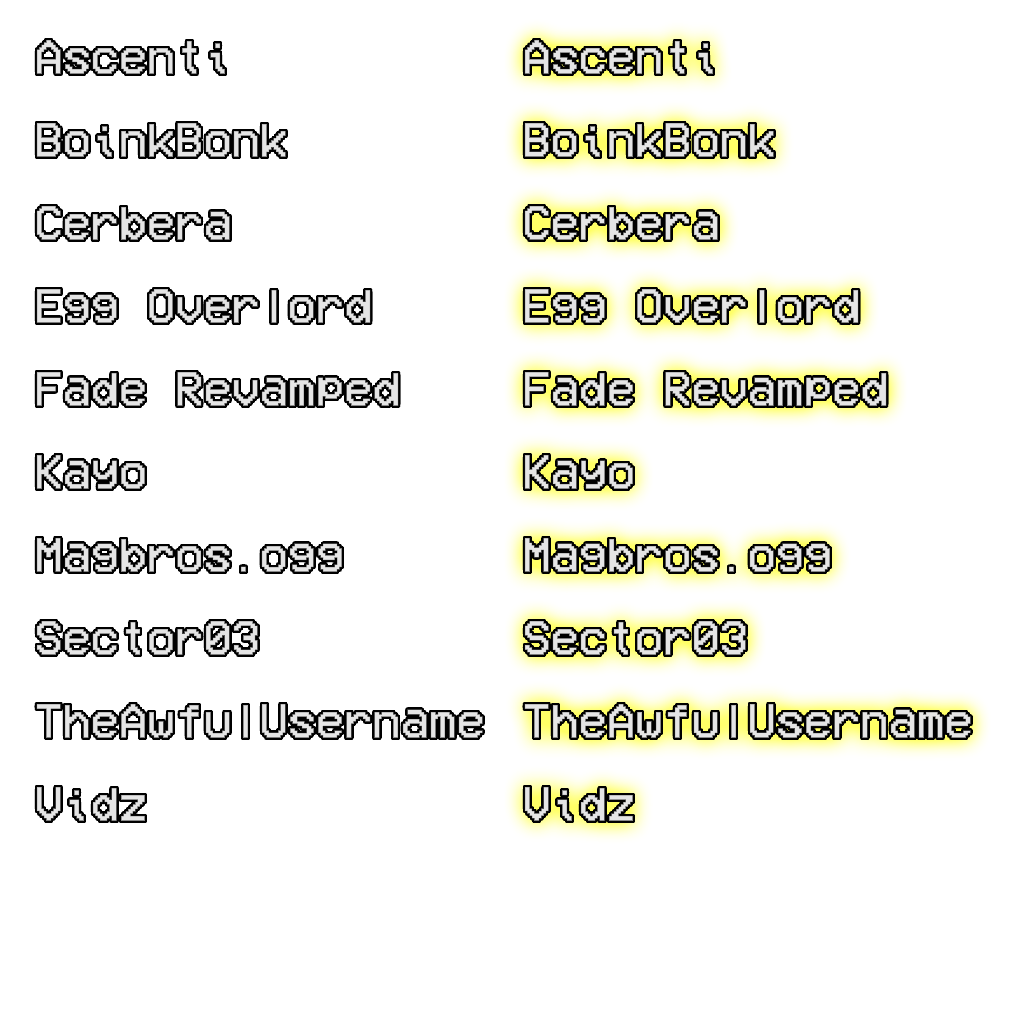 Ascenti Ascenti
BoinkBonk BoinkBonk
Cerbera Cerbera
Egg Overlord Egg Overlord
Fade Revamped Fade Revamped
Kayo Kayo
Magbros.ogg Magbros.ogg
Sector03 Sector03
TheAwfulUsername TheAwfulUsername
Vidz Vidz